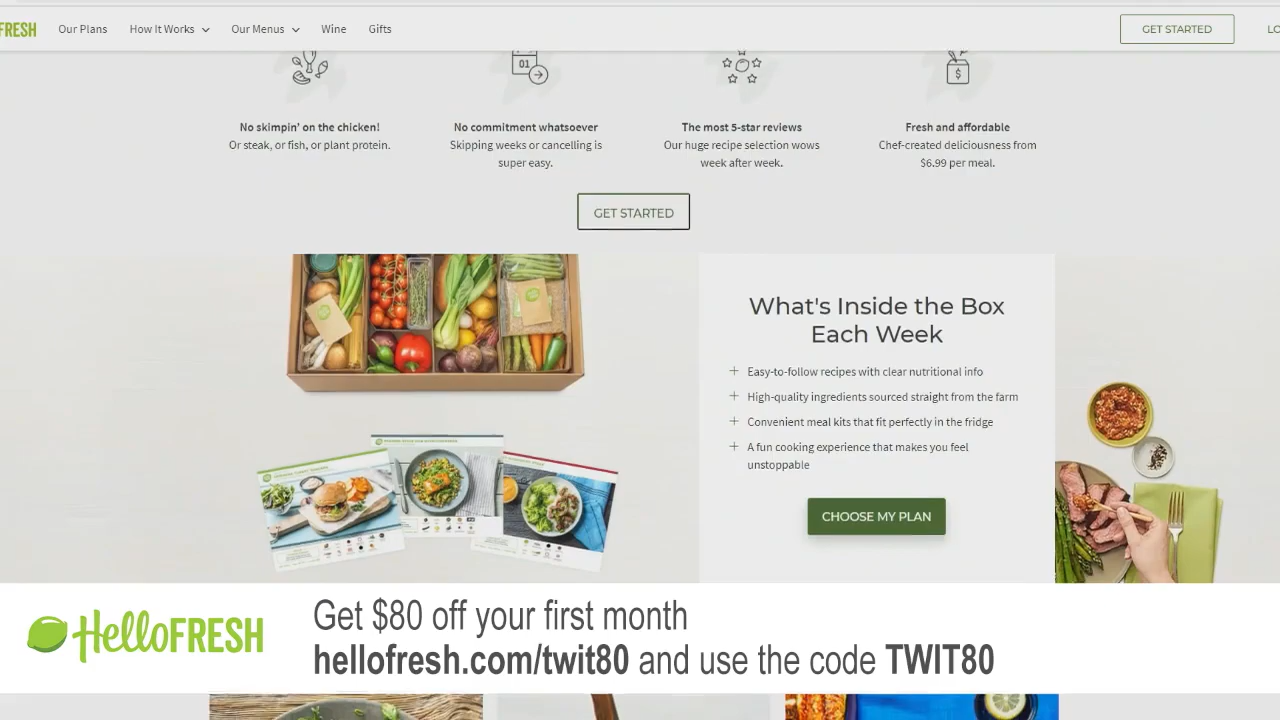 FRESH
Our Plans
How It Works
Our Menus
Wine
Gifts
GET STARTED
LO
01
$
No skimpin' on the chicken!
Or steak, or fish, or plant protein.
No commitment whatsoever
Skipping weeks or cancelling is
super easy.
The most 5-star reviews
Our huge recipe selection wows
week after week.
Fresh and affordable
Chef-created deliciousness from
$6.99 per meal.
GET STARTED
What's Inside the Box
Each Week
Easy-to-follow recipes with clear nutritional info
High-quality ingredients sourced straight from the farm
Convenient meal kits that fit perfectly in the fridge
A fun cooking experience that makes you feel
unstoppable
CHOOSE MY PLAN
HelloFRESH
Get $80 off your first month
hellofresh.com/twit80 and use the code TWIT80